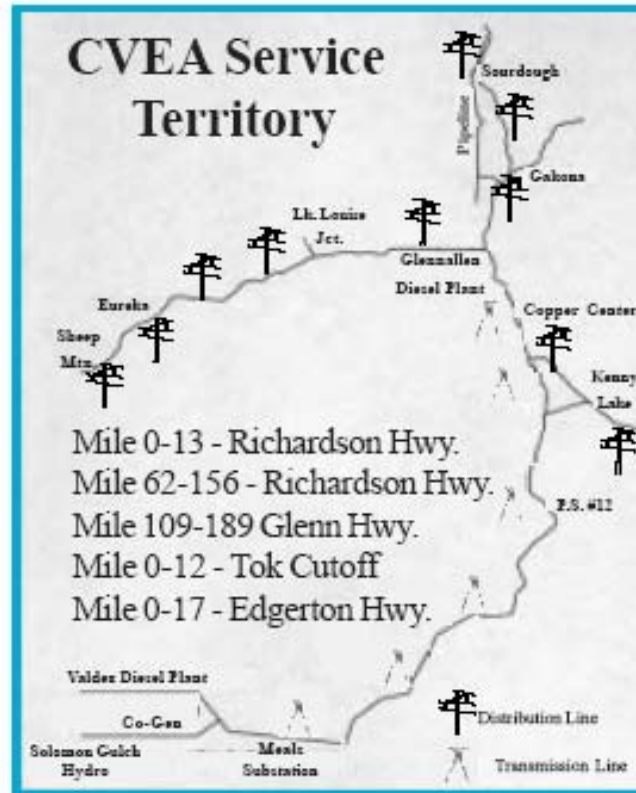 CVEA Service
Territory
Sourdough
Pipeline
Gakona
Lk. Louise
Jct.
Glennallen
Diesel Plant
Eureka
Copper Center
Sheep
Mtn.
Kenny
Lake
Mile 0-13 - Richardson Hwy.
Mile 62-156 - Richardson Hwy.
Mile 109-189 Glenn Hwy.
Mile 0-12 - Tok Cutoff
Mile 0-17 - Edgerton Hwy.
P.S. #12
Valdez Diesel Plant
Co-Gen
Solomon Gulch
Hydro
Meals
Substation
Distribution Line
Transmission Line